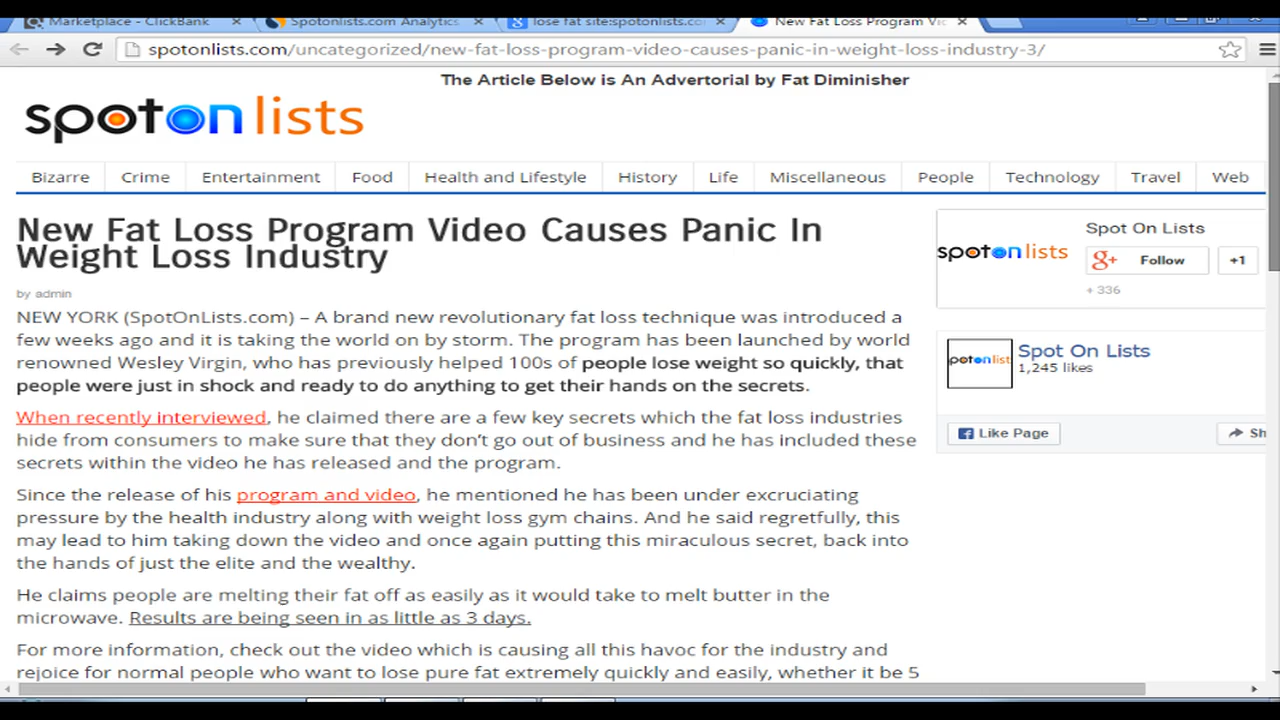 Marketplace - ClickBank
Spotonlists.com Analytics
lose fat site:spotonlists.co
New Fat Loss Program Vi
spotonlists.com/uncategorized/new-fat-loss-program-video-causes-panic-in-weight-loss-industry-3/
The Article Below is An Advertorial by Fat Diminisher
spoton lists
Bizarre Crime Entertainment Food Health and Lifestyle History Life Miscellaneous People Technology Travel Web
New Fat Loss Program Video Causes Panic In
Weight Loss Industry
by admin
NEW YORK (SpotOnLists.com) – A brand new revolutionary fat loss technique was introduced a
few weeks ago and it is taking the world on by storm. The program has been launched by world
renowned Wesley Virgin, who has previously helped 100s of people lose weight so quickly, that
people were just in shock and ready to do anything to get their hands on the secrets.
When recently interviewed, he claimed there are a few key secrets which the fat loss industries
hide from consumers to make sure that they don't go out of business and he has included these
secrets within the video he has released and the program.
Since the release of his program and video, he mentioned he has been under excruciating
pressure by the health industry along with weight loss gym chains. And he said regretfully, this
may lead to him taking down the video and once again putting this miraculous secret, back into
the hands of just the elite and the wealthy.
He claims people are melting their fat off as easily as it would take to melt butter in the
microwave. Results are being seen in as little as 3 days.
For more information, check out the video which is causing all this havoc for the industry and
rejoice for normal people who want to lose pure fat extremely quickly and easily, whether it be 5
Spot On Lists
spoton lists
g+ Follow +1
+ 336
potonlist
Spot On Lists
1,245 likes
Like Page
Sh